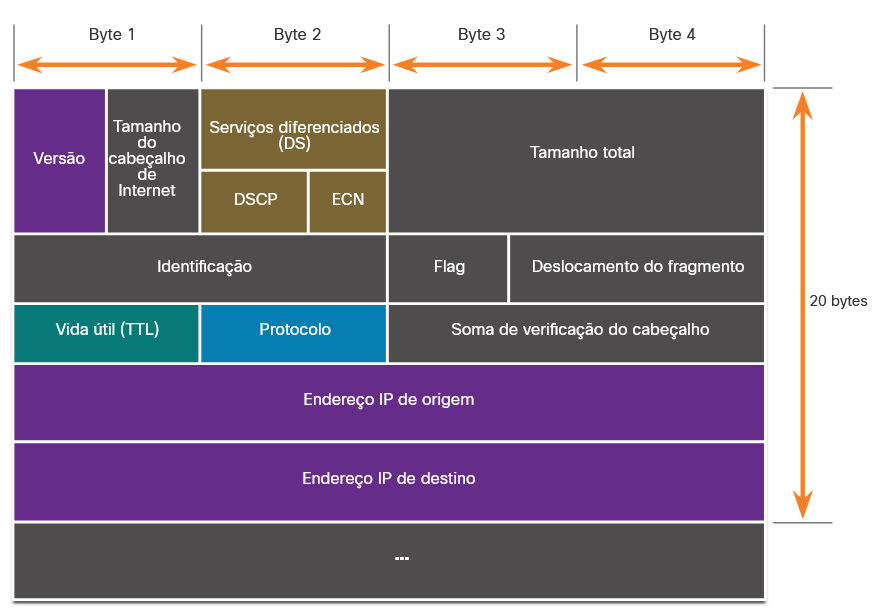 Byte 1
Byte 2
Byte 3
Byte 4
Versão
Tamanho
do
cabeçalho
de
Internet
Serviços diferenciados
(DS)
DSCP
ECN
Tamanho total
Identificação
Flag
Deslocamento do fragmento
Vida útil (TTL)
Protocolo
Soma de verificação do cabeçalho
Endereço IP de origem
Endereço IP de destino
20 bytes
...